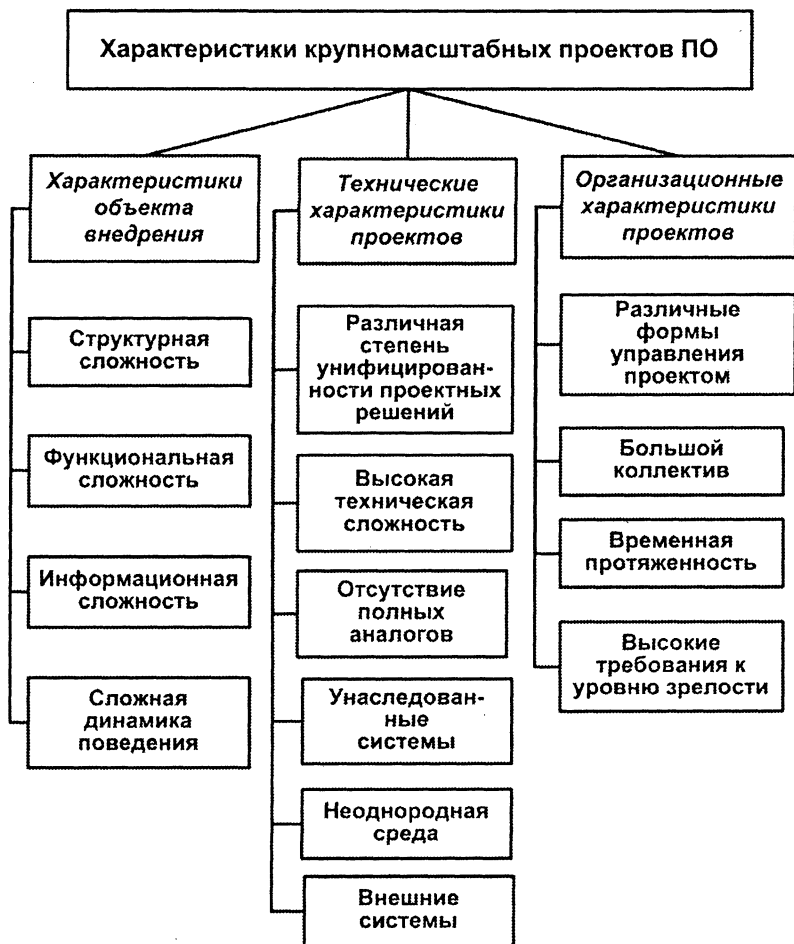 Характеристики крупномасштабных проектов ПО
Характеристики
объекта
внедрения
Структурная
сложность
Функциональная
сложность
Информационная
сложность
Сложная
динамика
поведения
Технические
характеристики
проектов
Различная
степень
унифицирован-
ности проектных
решений
Высокая
техническая
сложность
Отсутствие
полных
аналогов
Унаследован-
ные
системы
Неоднородная
среда
Внешние
системы
Организационные
характеристики
проектов
Различные
формы
управления
проектом
Большой
коллектив
Временная
протяженность
Высокие
требования к
уровню зрелости